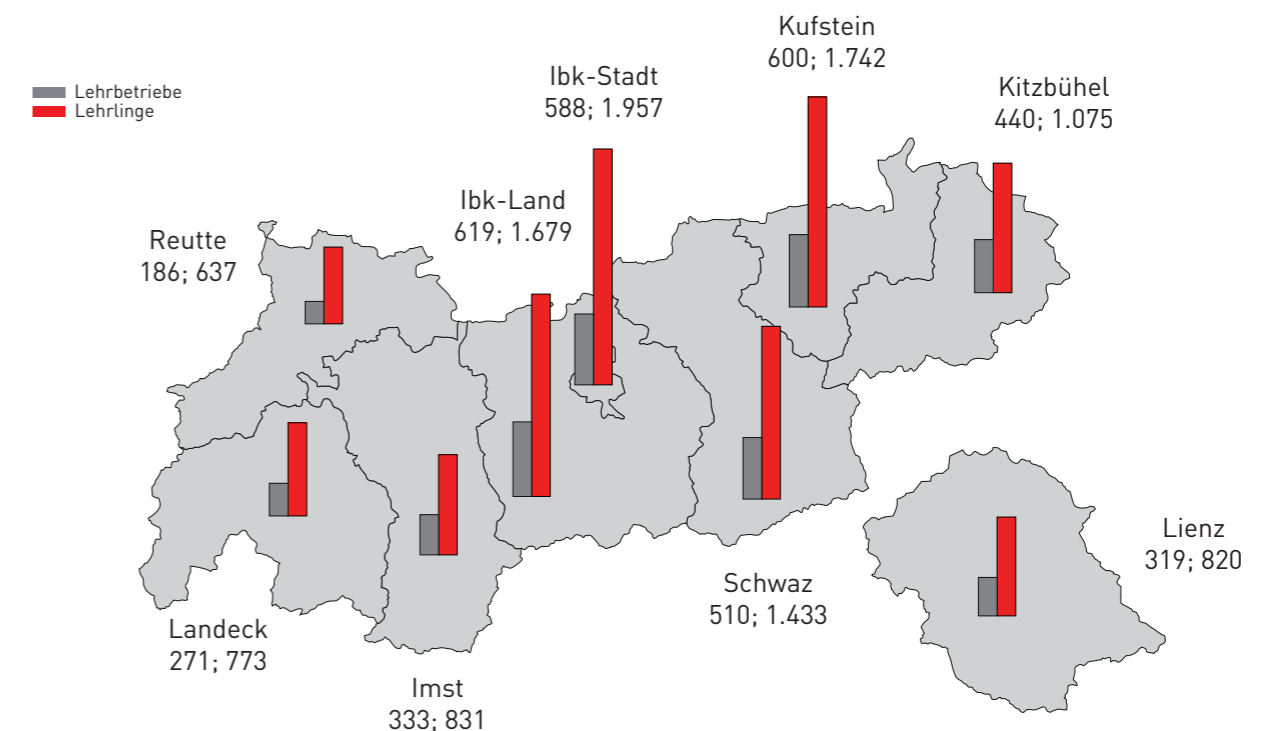 Lehrbetriebe
Lehrlinge
Kufstein
600; 1.742
Ibk-Stadt
588; 1.957
Kitzbühel
440; 1.075
Ibk-Land
619; 1.679
Reutte
186; 637
Lienz
319; 820
Schwaz
510; 1.433
Landeck
271; 773
Imst
333; 831